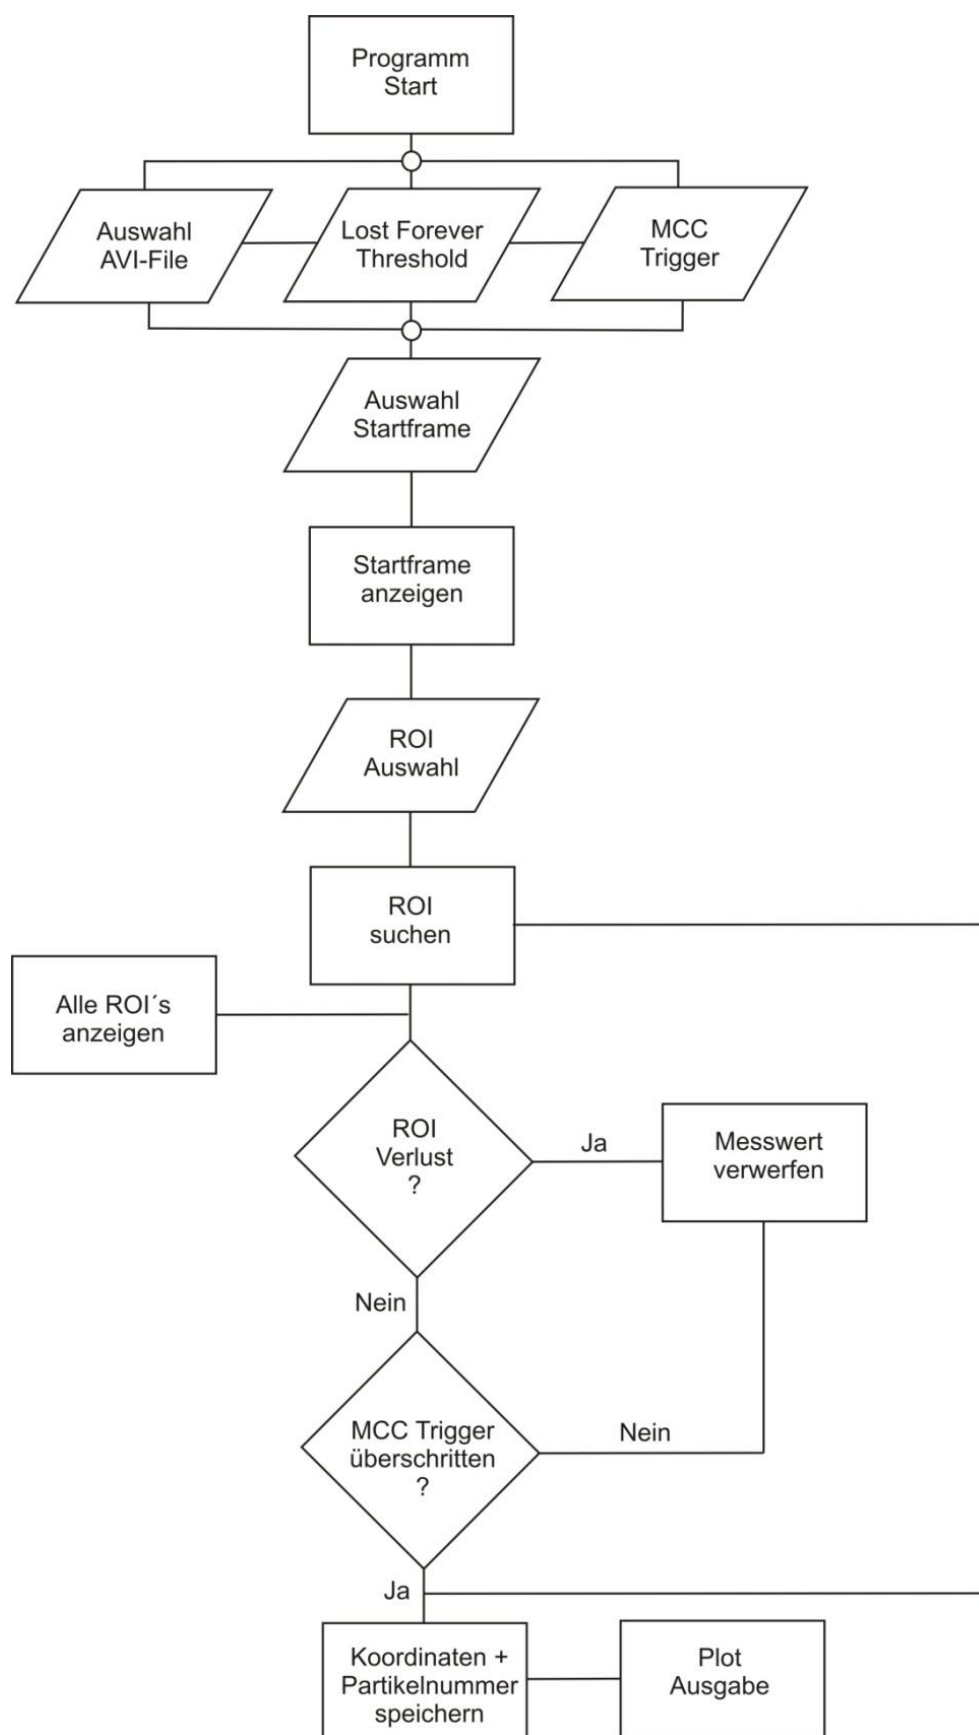 Programm
Start
Auswahl
AVI-File
Lost Forever
Threshold
MCC
Trigger
Auswahl
Startframe
Startframe
anzeigen
ROI
Auswahl
ROI
suchen
Alle ROI´s
anzeigen
ROI
Verlust
?
Ja
Messwert
verwerfen
Nein
MCC Trigger
überschritten
?
Nein
Ja
Koordinaten +
Partikelnummer
speichern
Plot
Ausgabe